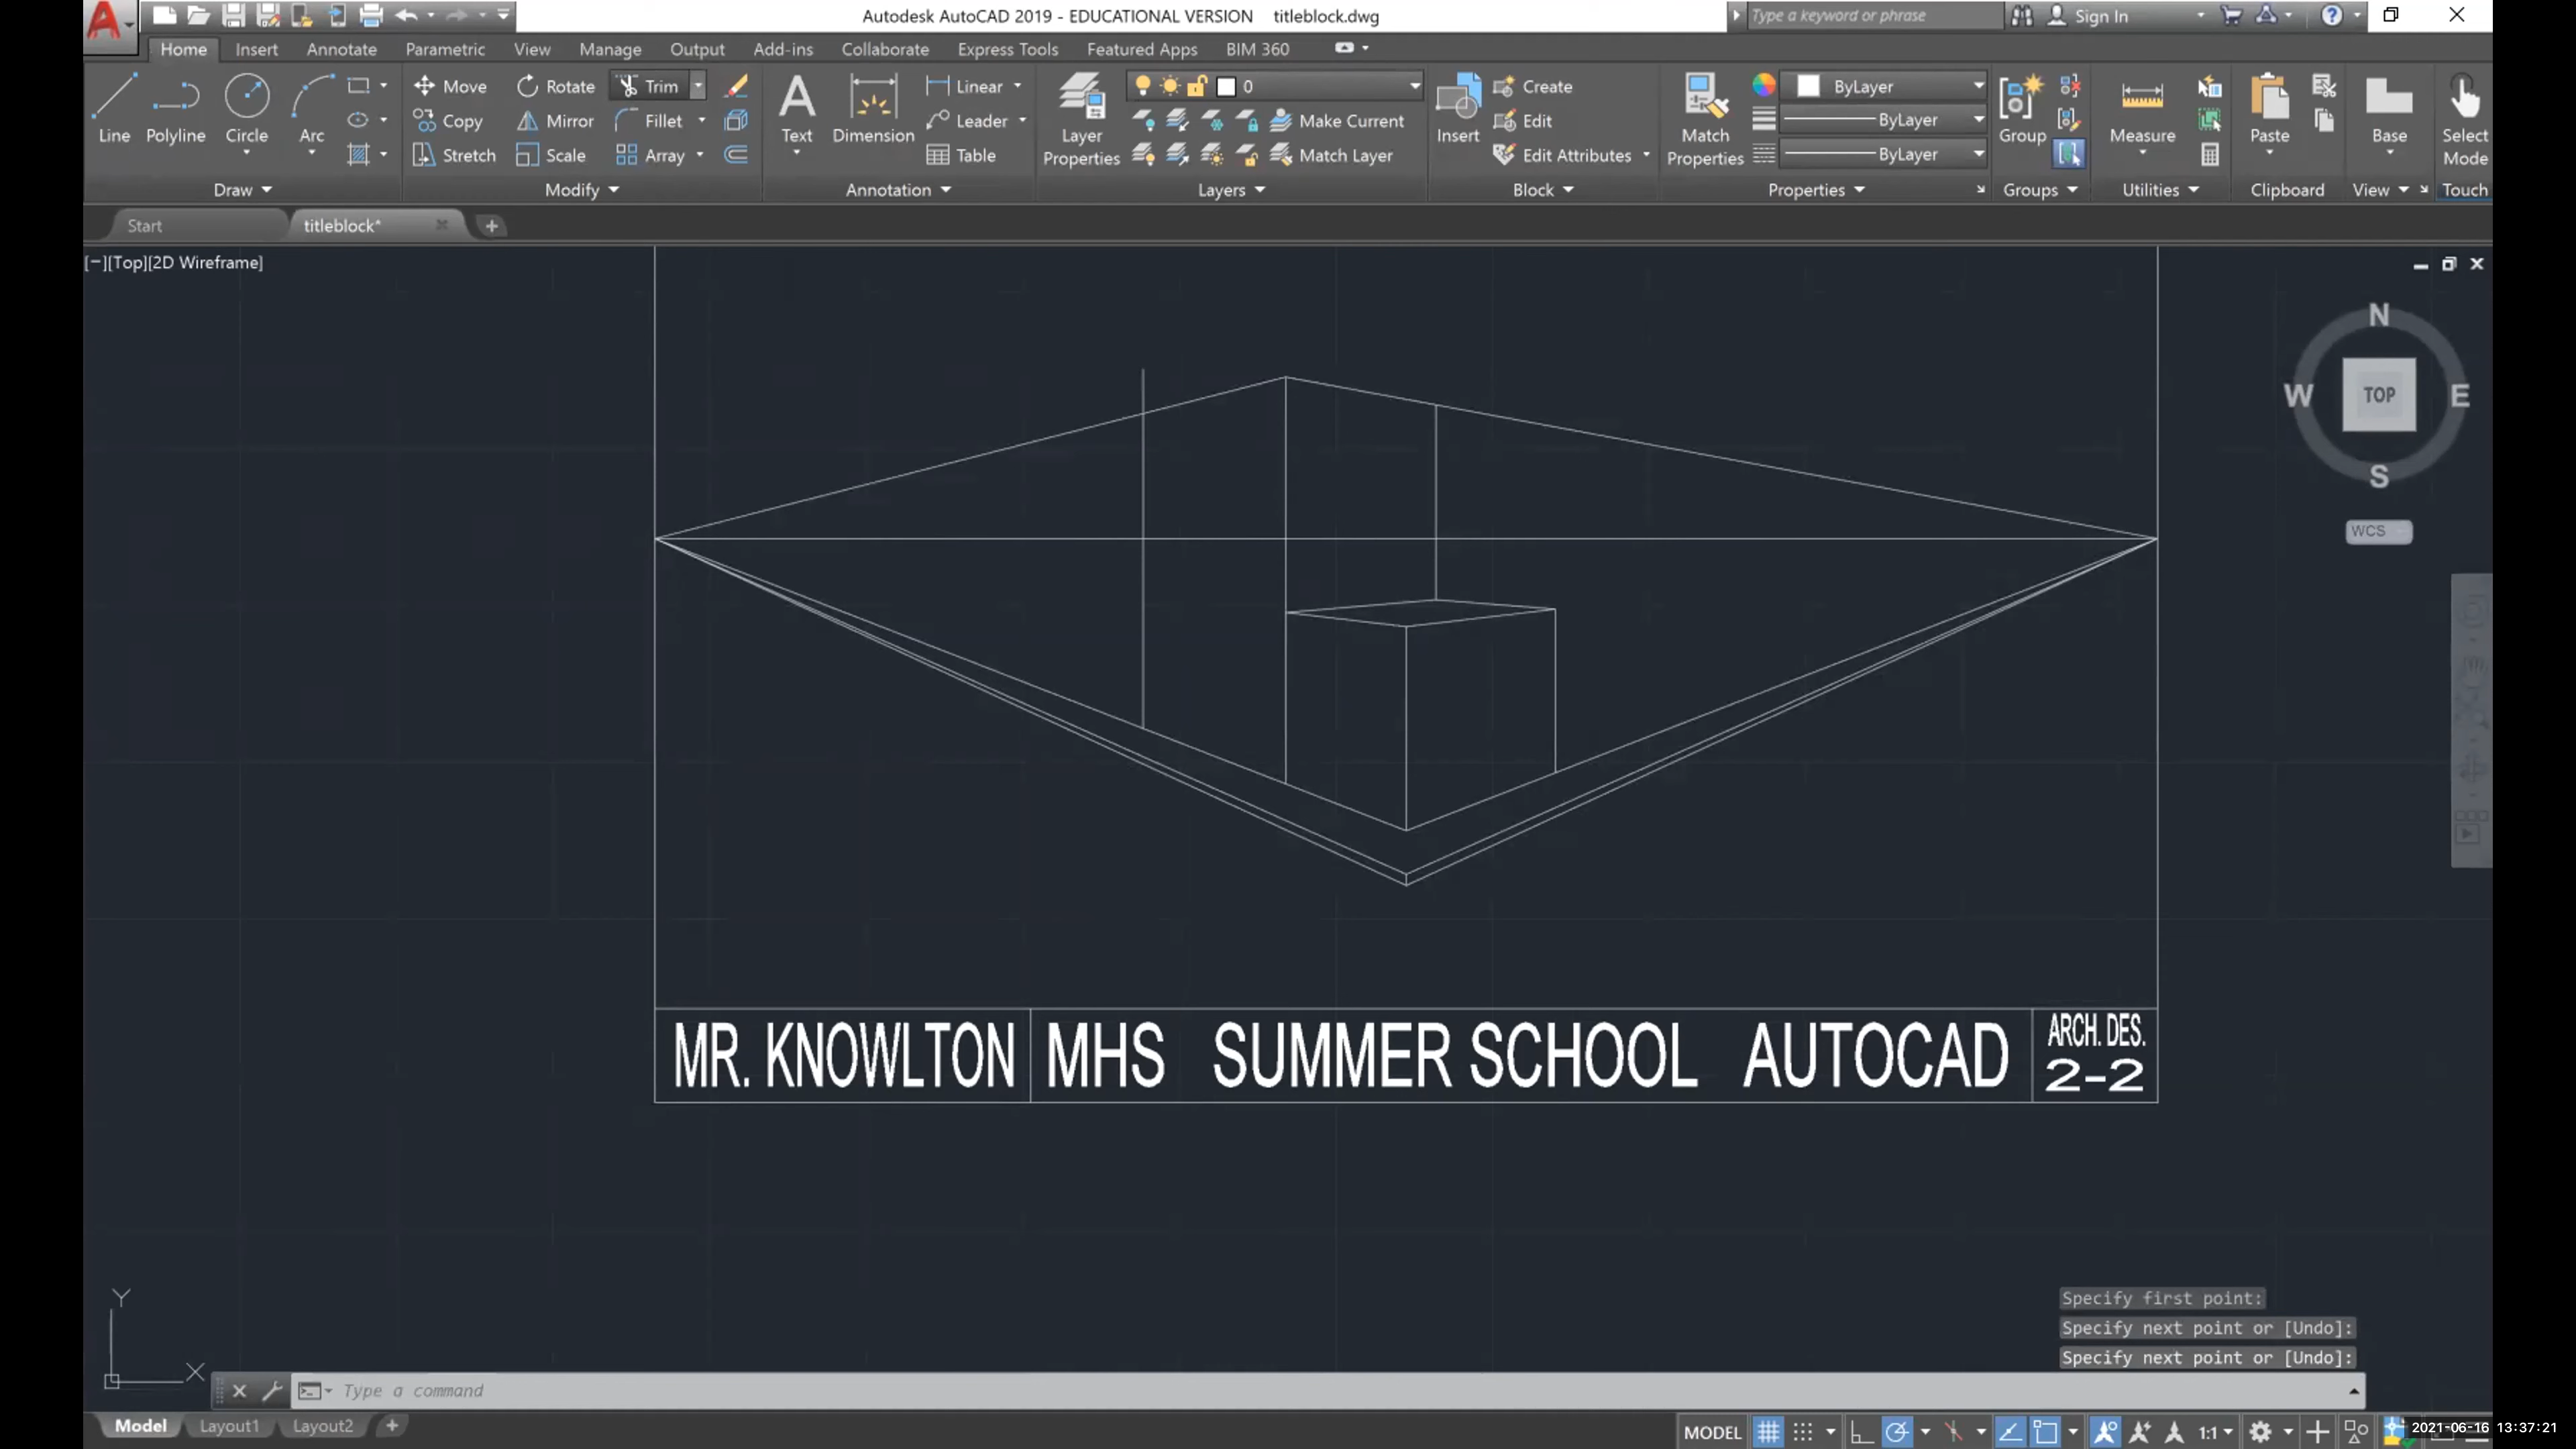 Autodesk AutoCAD 2019 - EDUCATIONAL VERSION titleblock.dwg
Type a keyword or phrase
Sign In
Home Insert Annotate Parametric View Manage Output Add-ins Collaborate Express Tools Featured Apps BIM 360
Line Polyline Circle Arc
Move Rotate Trim
Copy Mirror Fillet
Stretch Scale Array
Text Dimension
Linear
Leader
Table
Layer Properties
0
Make Current
Match Layer
Insert
Create
Edit
Edit Attributes
Match Properties
ByLayer
ByLayer
ByLayer
Group
Measure
Paste
Base
Select Mode
Draw Modify Annotation Layers Block Properties Groups Utilities Clipboard View Touch
Start titleblock*
[−][Top][2D Wireframe]
N
W TOP E
S
WCS
MR. KNOWLTON MHS SUMMER SCHOOL AUTOCAD ARCH. DES.
2-2
Y
X
Specify first point:
Specify next point or [Undo]:
Specify next point or [Undo]:
Type a command
Model Layout1 Layout2
MODEL 1:1
2021-06-16 13:37:21